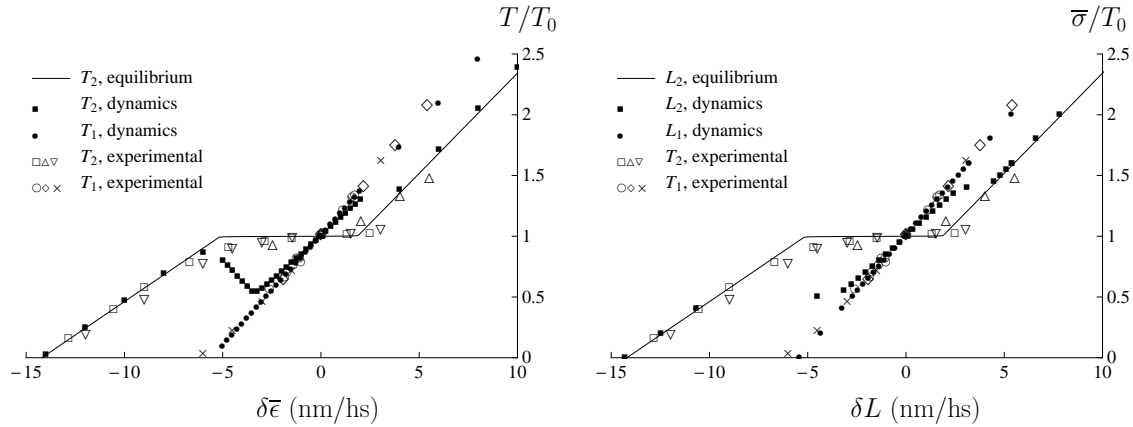 T/T₀
2.5
2
1.5
1
0.5
0
−15 −10 −5 0 5 10
δε̅ (nm/hs)
T₂, equilibrium
T₂, dynamics
T₁, dynamics
T₂, experimental
T₁, experimental
σ̅/T₀
2.5
2
1.5
1
0.5
0
−15 −10 −5 0 5 10
δL (nm/hs)
L₂, equilibrium
L₂, dynamics
L₁, dynamics
T₂, experimental
T₁, experimental